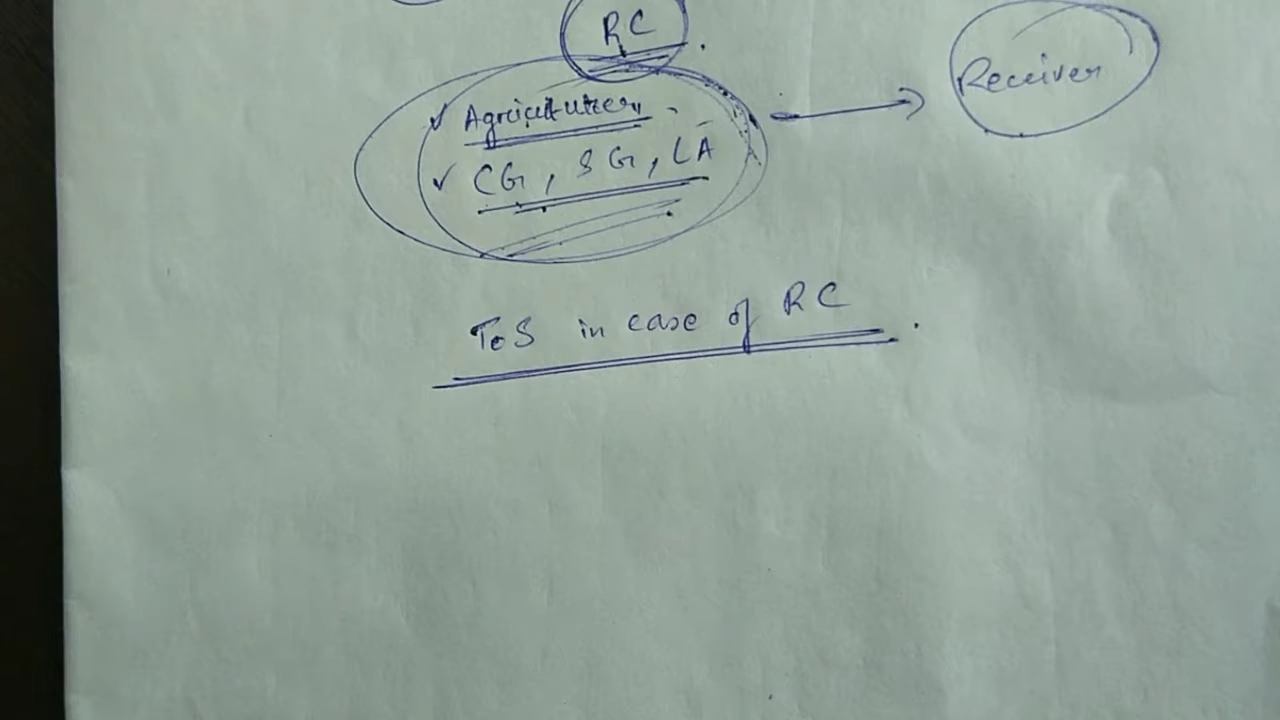 RC.
Receiver
Agriculturer
CG, SG, LA
ToS in case of RC.